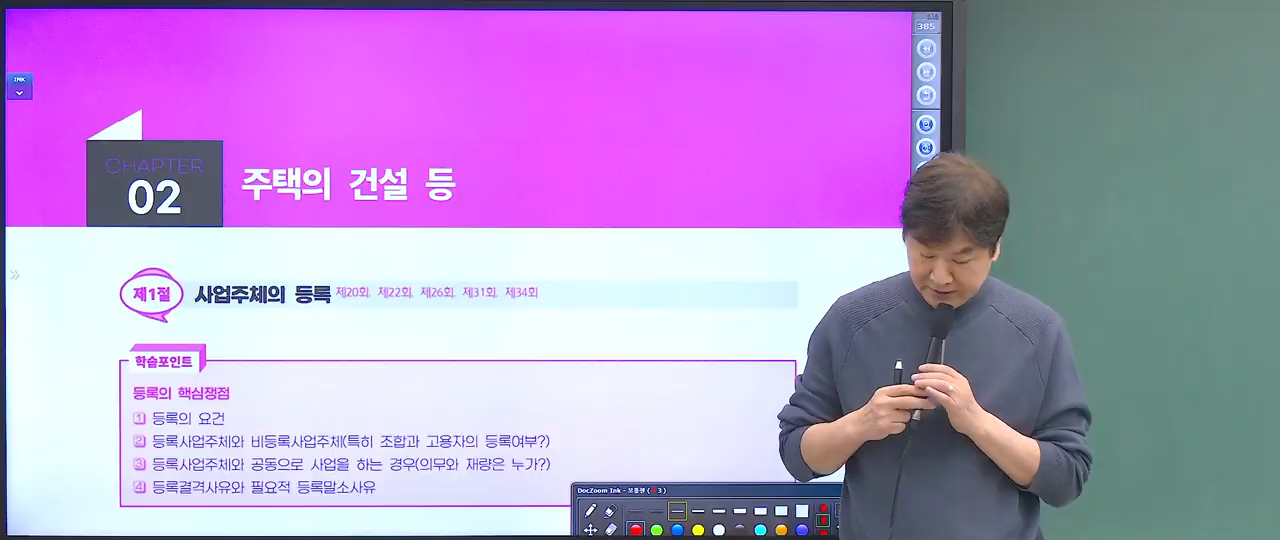 385
INK
CHAPTER
02
주택의 건설 등
제1절
사업주체의 등록 제20회, 제22회, 제26회, 제31회, 제34회
학습포인트
등록의 핵심쟁점
1 등록의 요건
2 등록사업주체와 비등록사업주체(특히 조합과 고용자의 등록여부?)
3 등록사업주체와 공동으로 사업을 하는 경우(의무와 재량은 누가?)
4 등록결격사유와 필요적 등록말소사유
DocZoom Ink - 보통펜 ( 3 )